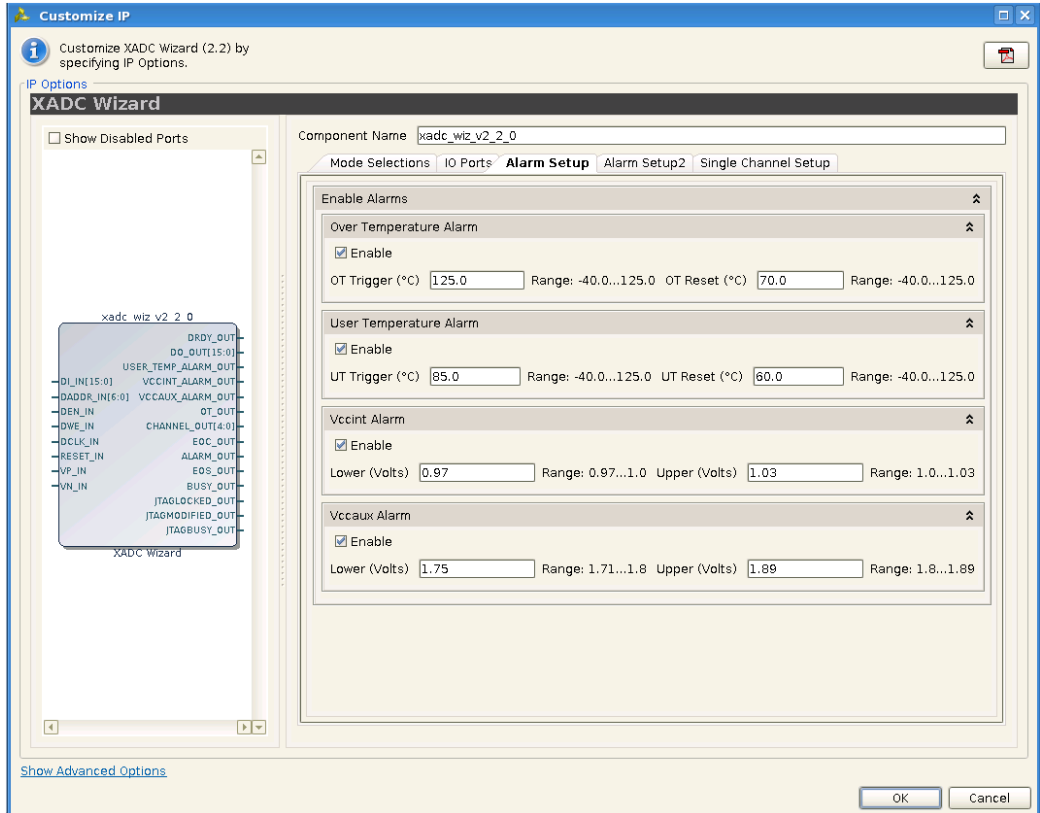 Customize IP
Customize XADC Wizard (2.2) by
specifying IP Options.
IP Options
XADC Wizard
Show Disabled Ports
Component Name xadc_wiz_v2_2_0
Mode Selections IO Ports Alarm Setup Alarm Setup2 Single Channel Setup
Enable Alarms
Over Temperature Alarm
Enable
OT Trigger (°C) 125.0 Range: -40.0...125.0 OT Reset (°C) 70.0 Range: -40.0...125.0
User Temperature Alarm
Enable
UT Trigger (°C) 85.0 Range: -40.0...125.0 UT Reset (°C) 60.0 Range: -40.0...125.0
Vccint Alarm
Enable
Lower (Volts) 0.97 Range: 0.97...1.0 Upper (Volts) 1.03 Range: 1.0...1.03
Vccaux Alarm
Enable
Lower (Volts) 1.75 Range: 1.71...1.8 Upper (Volts) 1.89 Range: 1.8...1.89
xadc_wiz_v2_2_0
DRDY_OUT
DO_OUT[15:0]
USER_TEMP_ALARM_OUT
DI_IN[15:0] VCCINT_ALARM_OUT
DADDR_IN[6:0] VCCAUX_ALARM_OUT
DEN_IN OT_OUT
DWE_IN CHANNEL_OUT[4:0]
DCLK_IN EOC_OUT
RESET_IN ALARM_OUT
VP_IN EOS_OUT
VN_IN BUSY_OUT
JTAGLOCKED_OUT
JTAGMODIFIED_OUT
JTAGBUSY_OUT
XADC Wizard
Show Advanced Options
OK Cancel